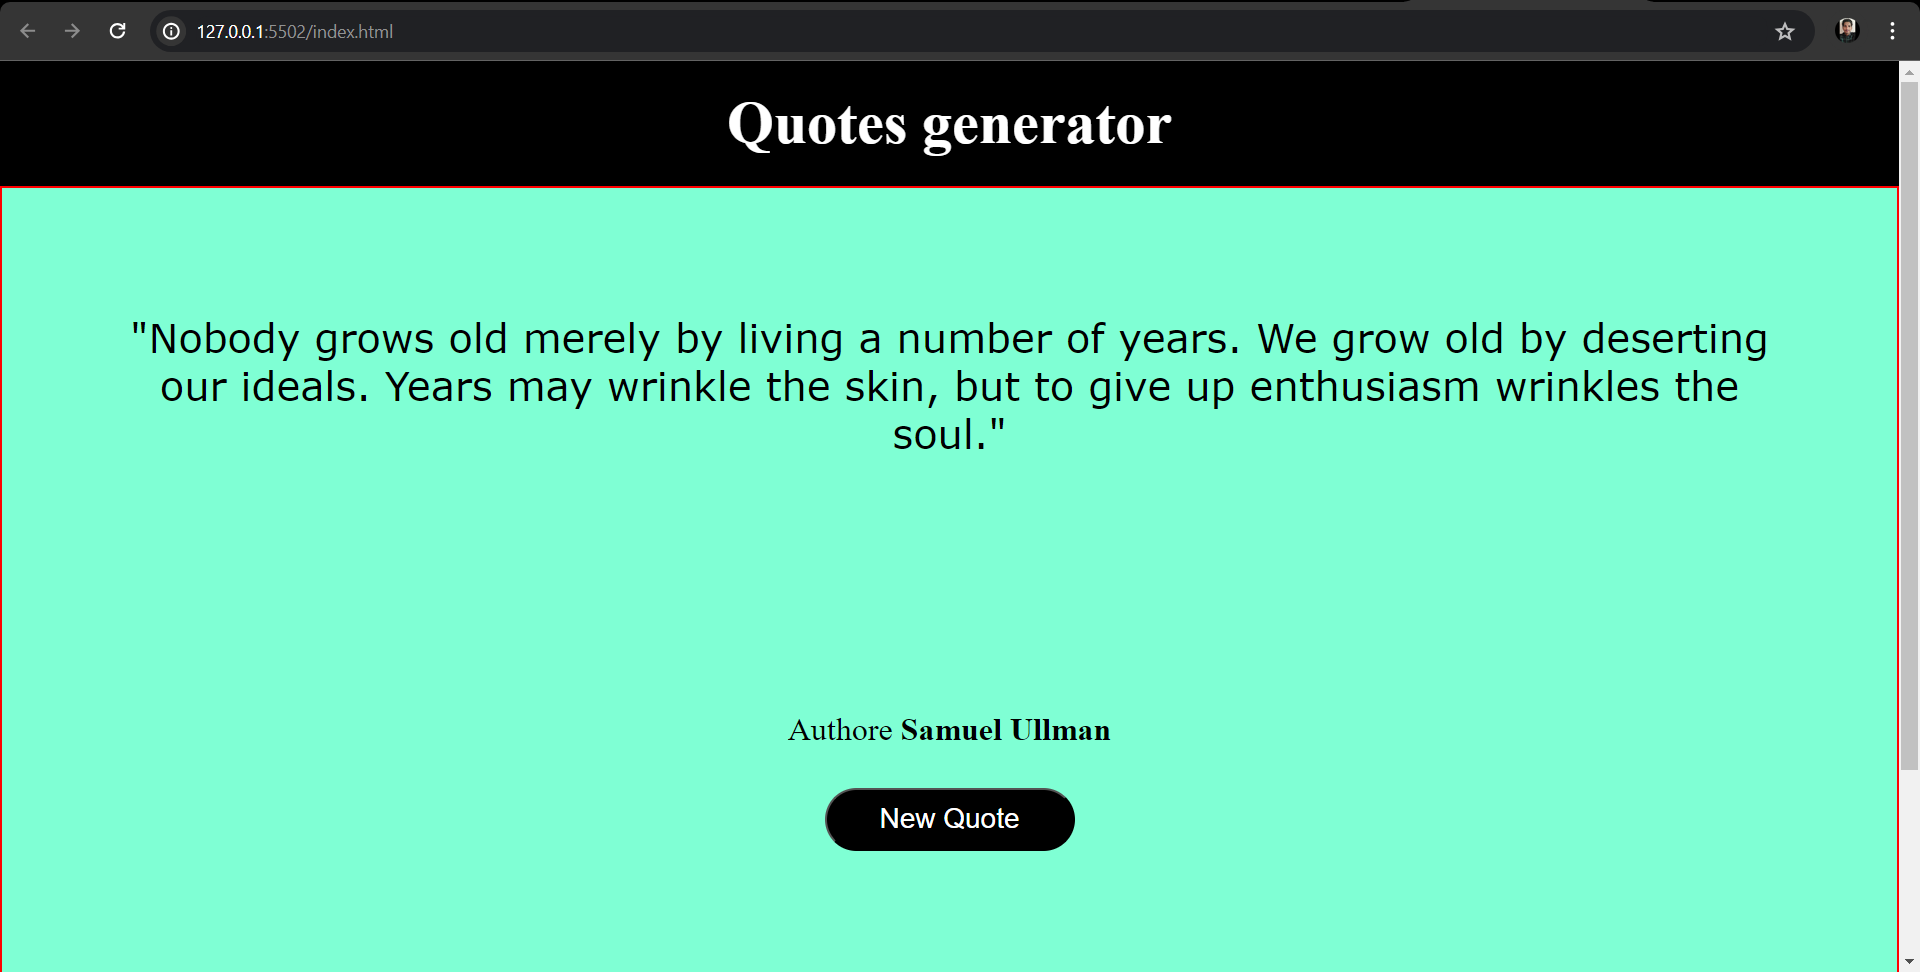 127.0.0.1:5502/index.html
Quotes generator
"Nobody grows old merely by living a number of years. We grow old by deserting
our ideals. Years may wrinkle the skin, but to give up enthusiasm wrinkles the
soul."
Authore Samuel Ullman
New Quote